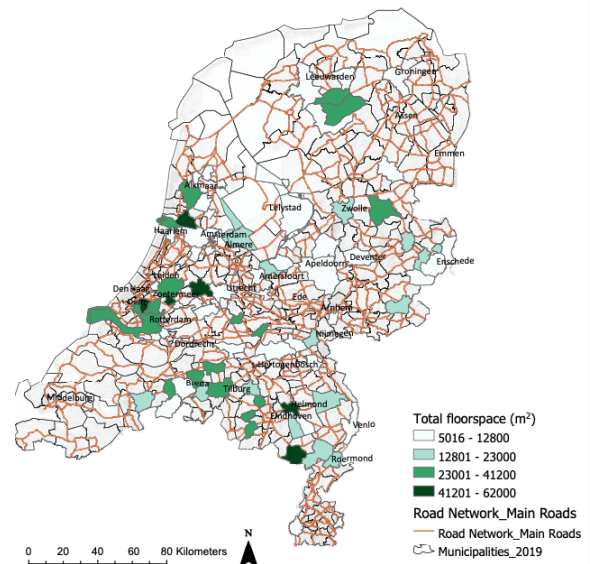 Leeuwarden
Groningen
Assen
Emmen
Alkmaar
Lelystad
Zwolle
Haarlem
Amsterdam
Almere
Enschede
Apeldoorn
Deventer
Amersfoort
Leiden
Utrecht
Den Haag
Zoetermeer
Ede
Arnhem
Delft
Rotterdam
Nijmegen
Dordrecht
'sHertogenBosch
Breda
Tilburg
Middelburg
Helmond
Eindhoven
Venlo
Roermond
Total floorspace (m²)
5016 - 12800
12801 - 23000
23001 - 41200
41201 - 62000
Road Network_Main Roads
Road Network_Main Roads
Municipalities_2019
N
0 20 40 60 80 Kilometers